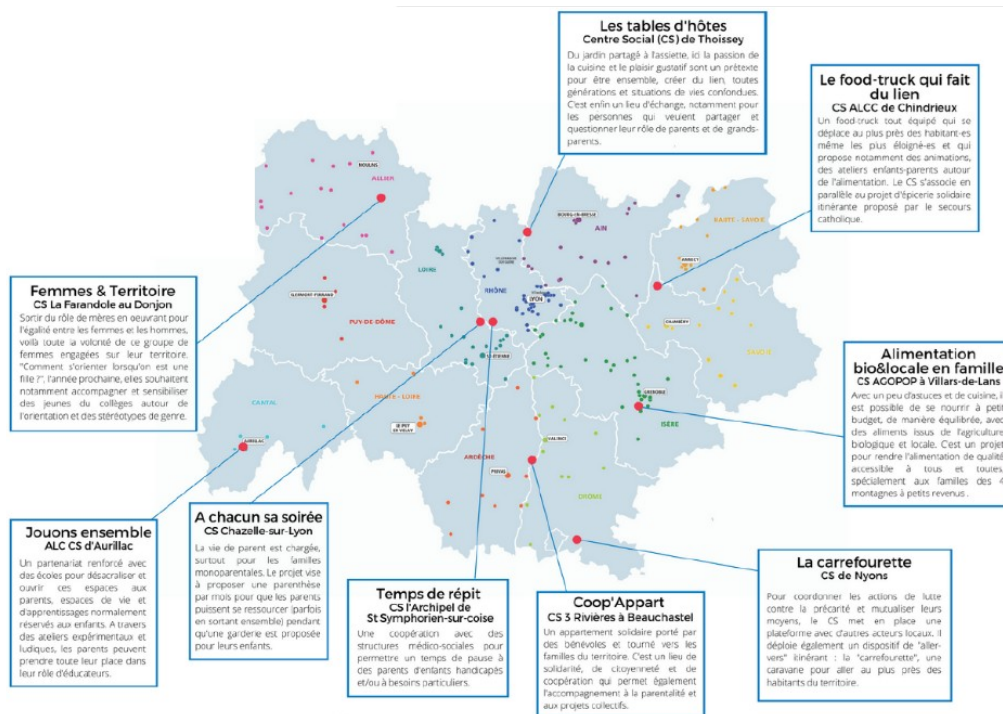 Les tables d'hôtes
Centre Social (CS) de Thoissey
Du jardin partagé à l'assiette, ici la passion de
la cuisine et le plaisir gustatif sont un prétexte
pour être ensemble, créer du lien, toutes
générations et situations de vies confondues.
C'est enfin un lieu d'échange, notamment pour
les personnes qui veulent partager et
questionner leur rôle de parents et de grands-
parents.
Le food-truck qui fait
du lien
CS ALCC de Chindrieux
Un food-truck tout équipé qui se
déplace au plus près des habitant-es
même les plus éloigné-es et qui
propose notamment des animations,
des ateliers enfants-parents autour
de l'alimentation. Le CS s'associe en
parallèle au projet d'épicerie solidaire
itinérante proposé par le secours
catholique.
Femmes & Territoire
CS La Farandole au Donjon
Sortir du rôle de mères en oeuvrant pour
l'égalité entre les femmes et les hommes,
voilà toute la volonté de ce groupe de
femmes engagées sur leur territoire.
"Comment s'orienter lorsqu'on est une
fille ?", l'année prochaine, elles souhaitent
notamment accompagner et sensibiliser
des jeunes du collèges autour de
l'orientation et des stéréotypes de genre.
Alimentation
bio&locale en famille
CS AGOPOP à Villars-de-Lans
Avec un peu d'astuces et de cuisine, il
est possible de se nourrir à petit
budget, de manière équilibrée, avec
des aliments issus de l'agriculture
biologique et locale. C'est un projet
pour rendre l'alimentation de qualité
accessible à tous et toutes,
spécialement aux familles des 4
montagnes à petits revenus .
Jouons ensemble
ALC CS d'Aurillac
Un partenariat renforcé avec
des écoles pour désacraliser et
ouvrir ces espaces aux
parents, espaces de vie et
d'apprentissages normalement
réservés aux enfants. A travers
des ateliers expérimentaux et
ludiques, les parents peuvent
prendre toute leur place dans
leur rôle d'éducateurs.
A chacun sa soirée
CS Chazelle-sur-Lyon
La vie de parent est chargée,
surtout pour les familles
monoparentales. Le projet vise
à proposer une parenthèse
par mois pour que les parents
puissent se ressourcer (parfois
en sortant ensemble) pendant
qu'une garderie est proposée
pour leurs enfants.
Temps de répit
CS l'Archipel de
St Symphorien-sur-coise
Une coopération avec des
structures médico-sociales pour
permettre un temps de pause à
des parents d'enfants handicapés
et/ou à besoins particuliers.
Coop'Appart
CS 3 Rivières à Beauchastel
Un appartement solidaire porté par
des bénévoles et tourné vers les
familles du territoire. C'est un lieu de
solidarité, de citoyenneté et de
coopération qui permet également
l'accompagnement à la parentalité et
aux projets collectifs.
La carrefourette
CS de Nyons
Pour coordonner les actions de lutte
contre la précarité et mutualiser leurs
moyens, le CS met en place une
plateforme avec d'autres acteurs locaux. Il
déploie également un dispositif de "aller-
vers" itinérant : la "carrefourette", une
caravane pour aller au plus près des
habitants du territoire.
MOULINS
ALLIER
BOURG-EN-BRESSE
AIN
HAUTE - SAVOIE
ANNECY
LOIRE
RHÔNE
LYON
CLERMONT-FERRAND
PUY-DE-DÔME
CHAMBÉRY
SAVOIE
ST ETIENNE
CANTAL
AURILLAC
HAUTE - LOIRE
LE PUY EN VELAY
GRENOBLE
ISÈRE
ARDÈCHE
VALENCE
PRIVAS
DRÔME